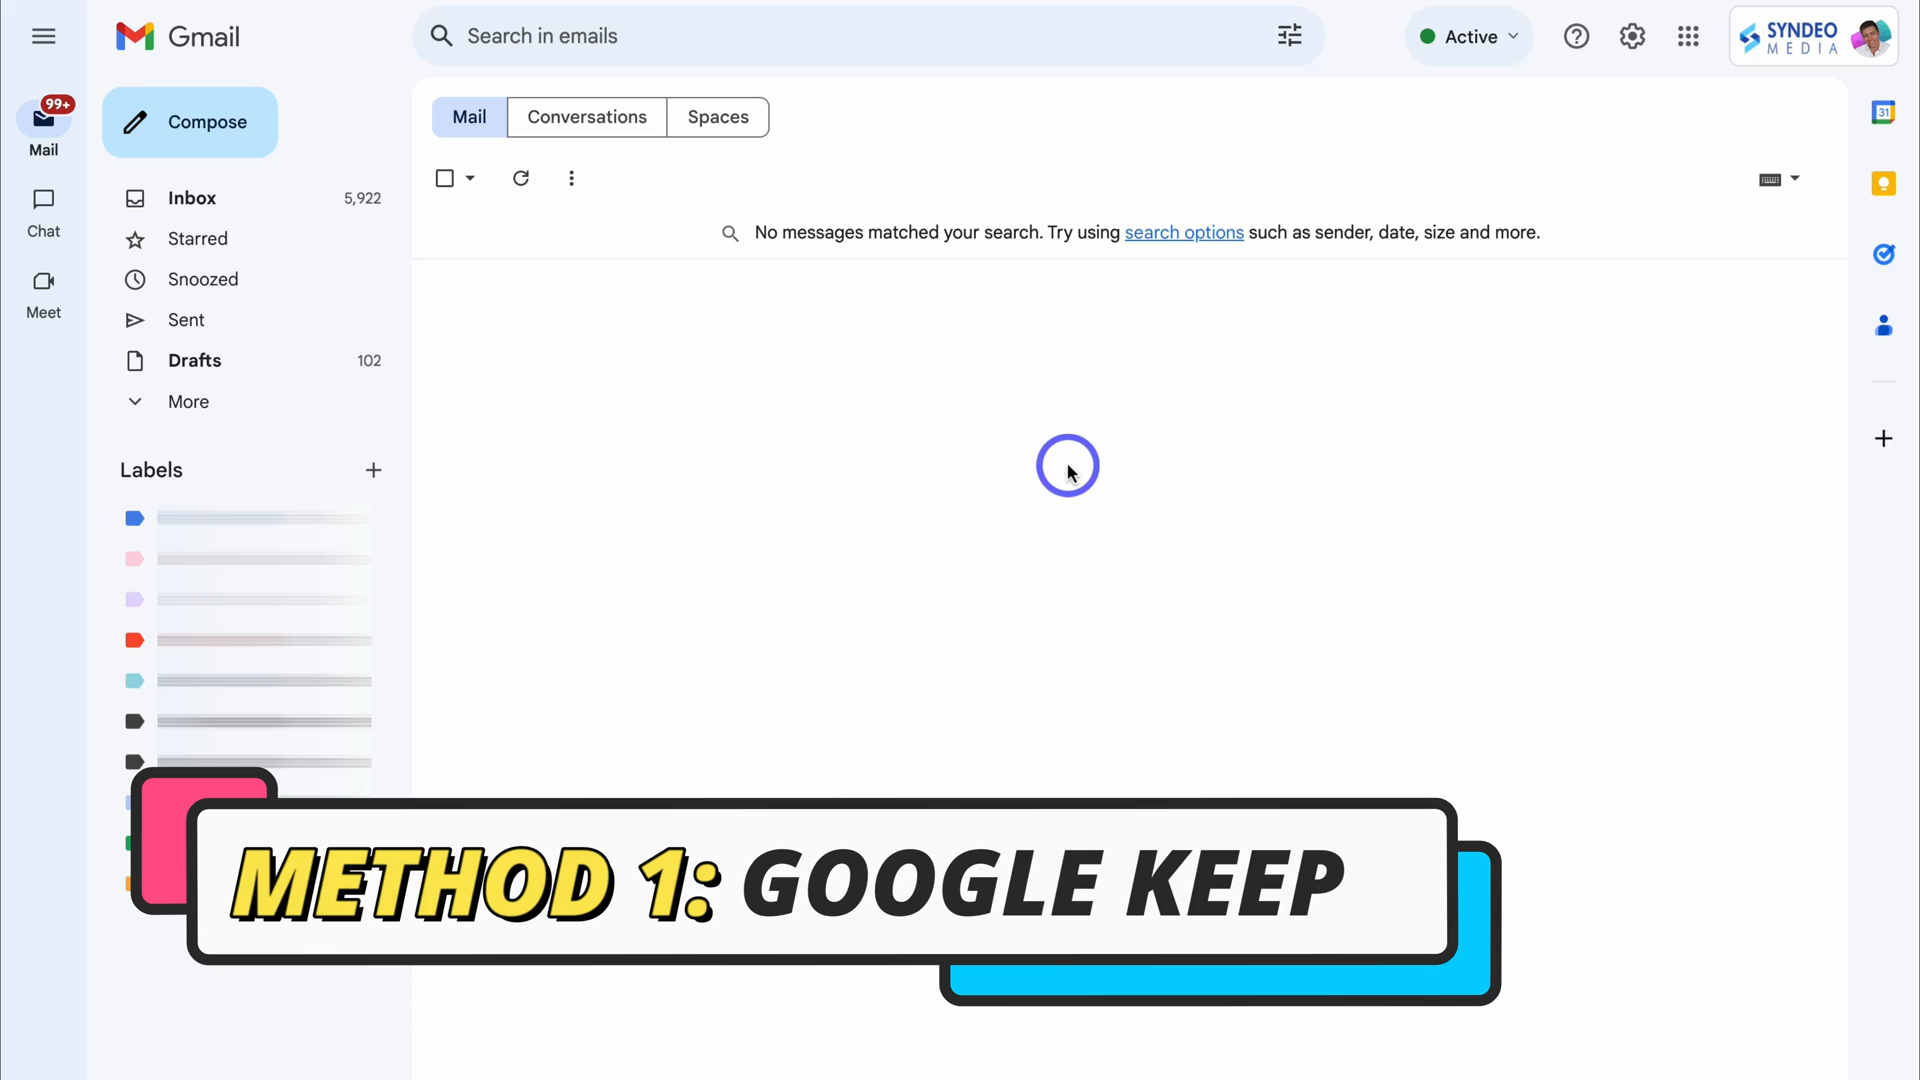 Gmail
Search in emails
Active
SYNDEO
MEDIA
99+
Mail
Chat
Meet
Compose
Inbox 5,922
Starred
Snoozed
Sent
Drafts 102
More
Labels
Mail Conversations Spaces
No messages matched your search. Try using search options such as sender, date, size and more.
31
METHOD 1: GOOGLE KEEP